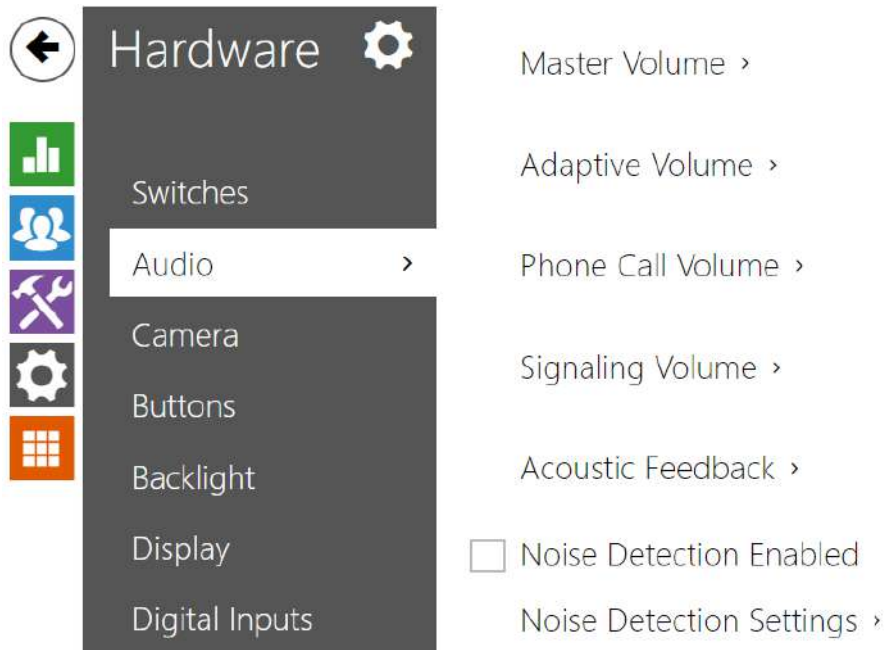 Hardware
Switches
Audio
Camera
Buttons
Backlight
Display
Digital Inputs
Master Volume ›
Adaptive Volume ›
Phone Call Volume ›
Signaling Volume ›
Acoustic Feedback ›
Noise Detection Enabled
Noise Detection Settings ›